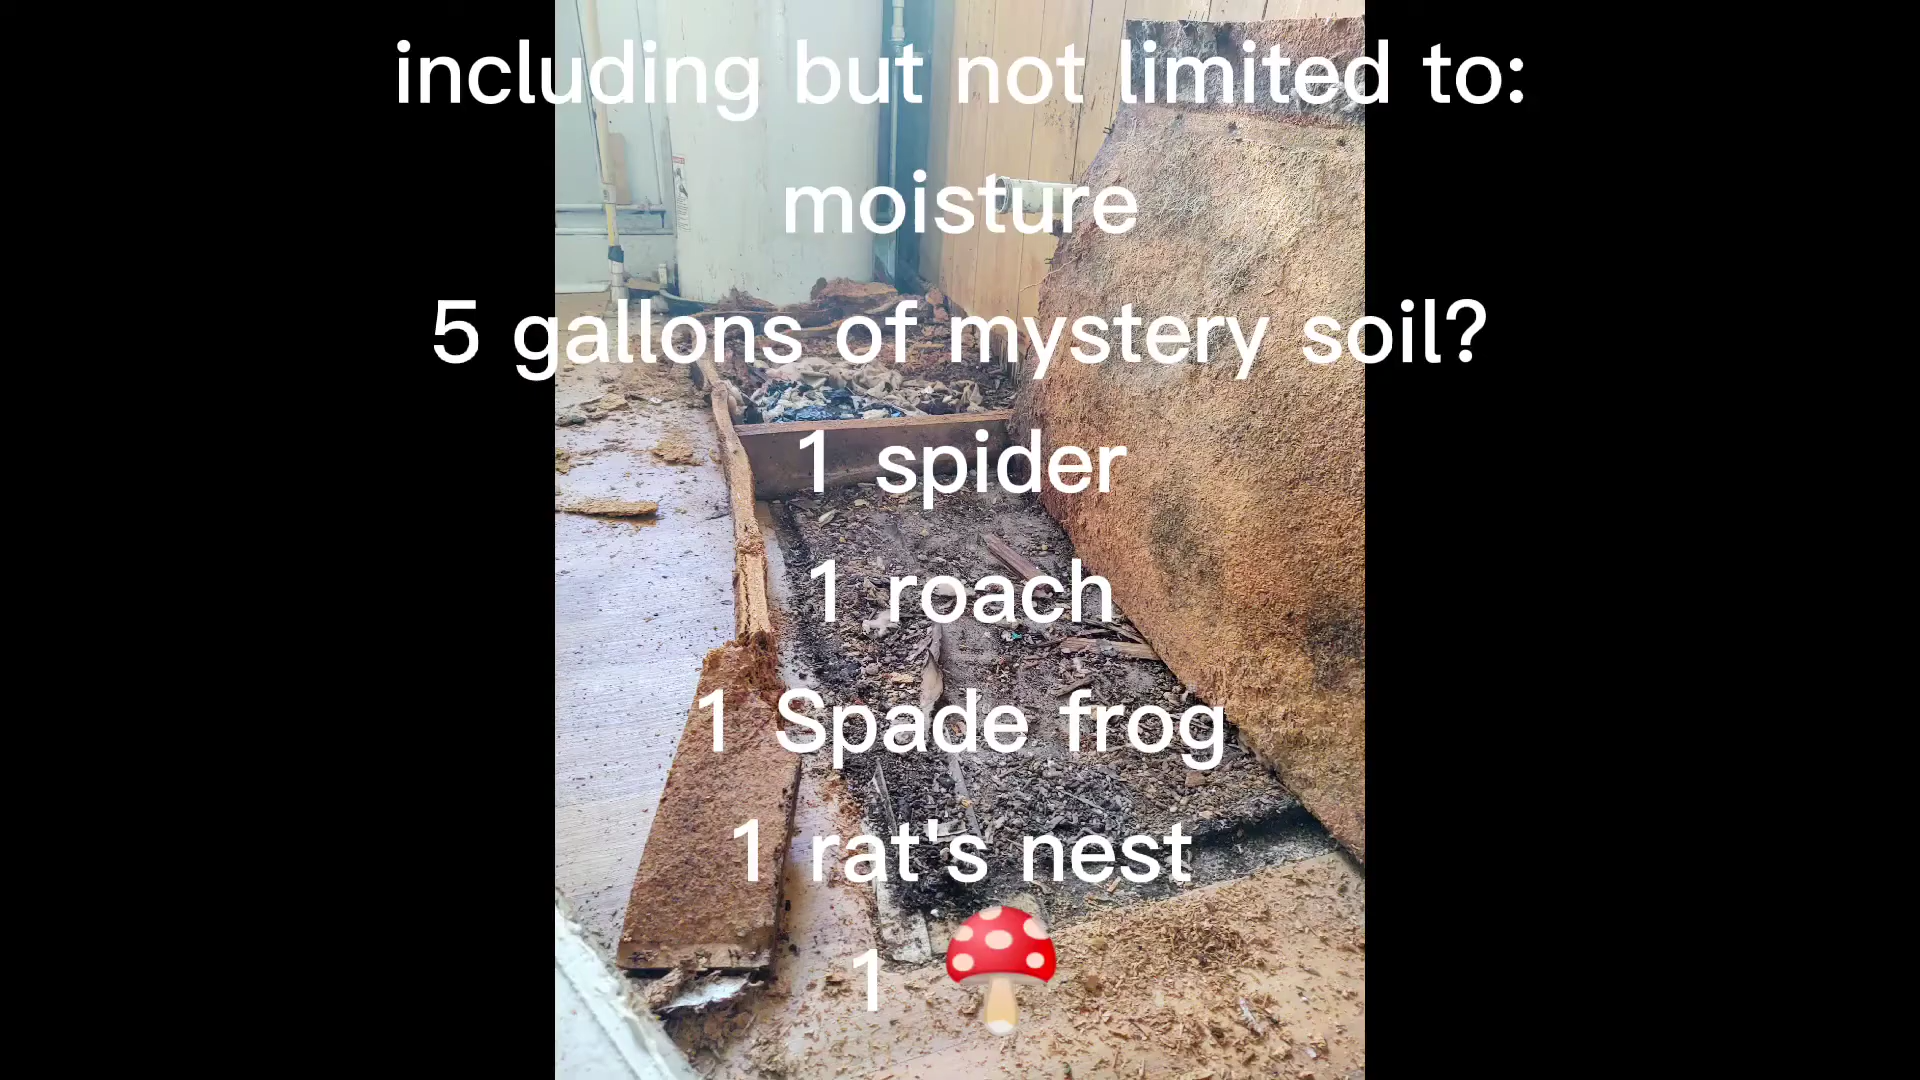 including but not limited to:
moisture
5 gallons of mystery soil?
1 spider
1 roach
1 Spade frog
1 rat's nest
1 🍄